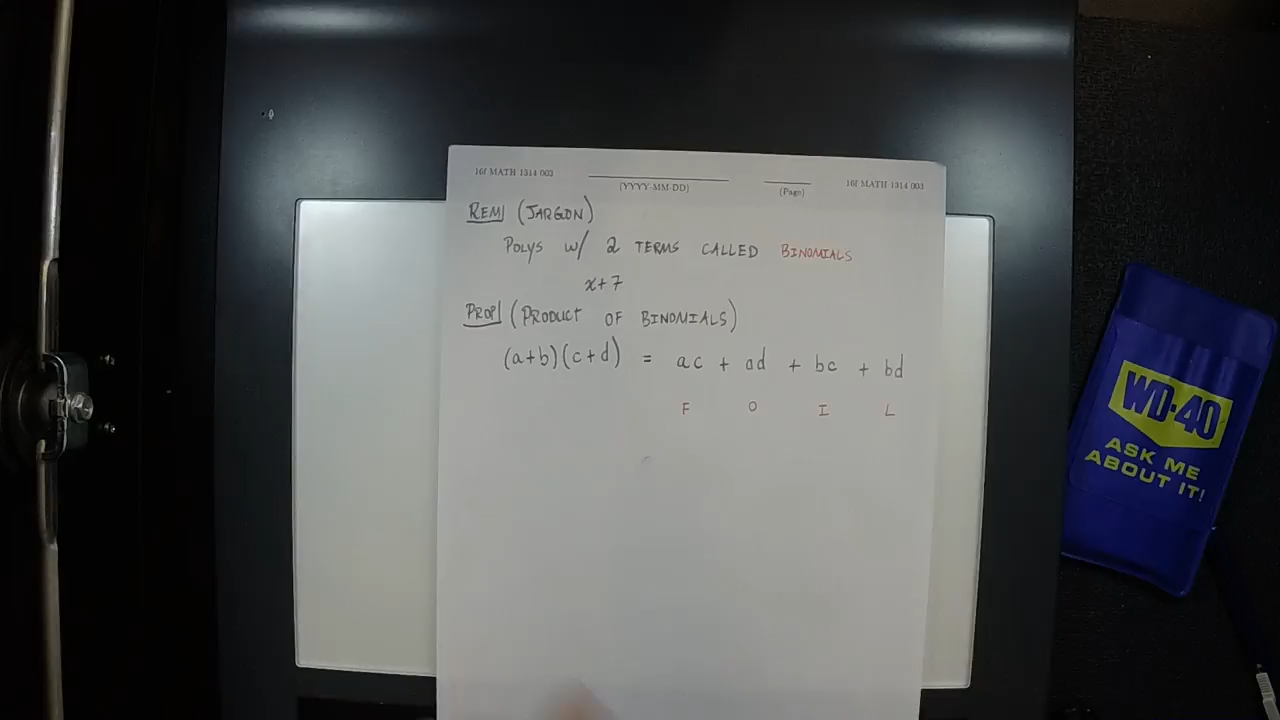 16f MATH 1314 003
(YYYY-MM-DD)
(Page)
16f MATH 1314 003
REM (JARGON)
POLYS W/ 2 TERMS CALLED BINOMIALS
x+7
PROP (PRODUCT OF BINOMIALS)
(a+b)(c+d) = ac + ad + bc + bd
F O I L
WD-40
ASK ME
ABOUT IT!